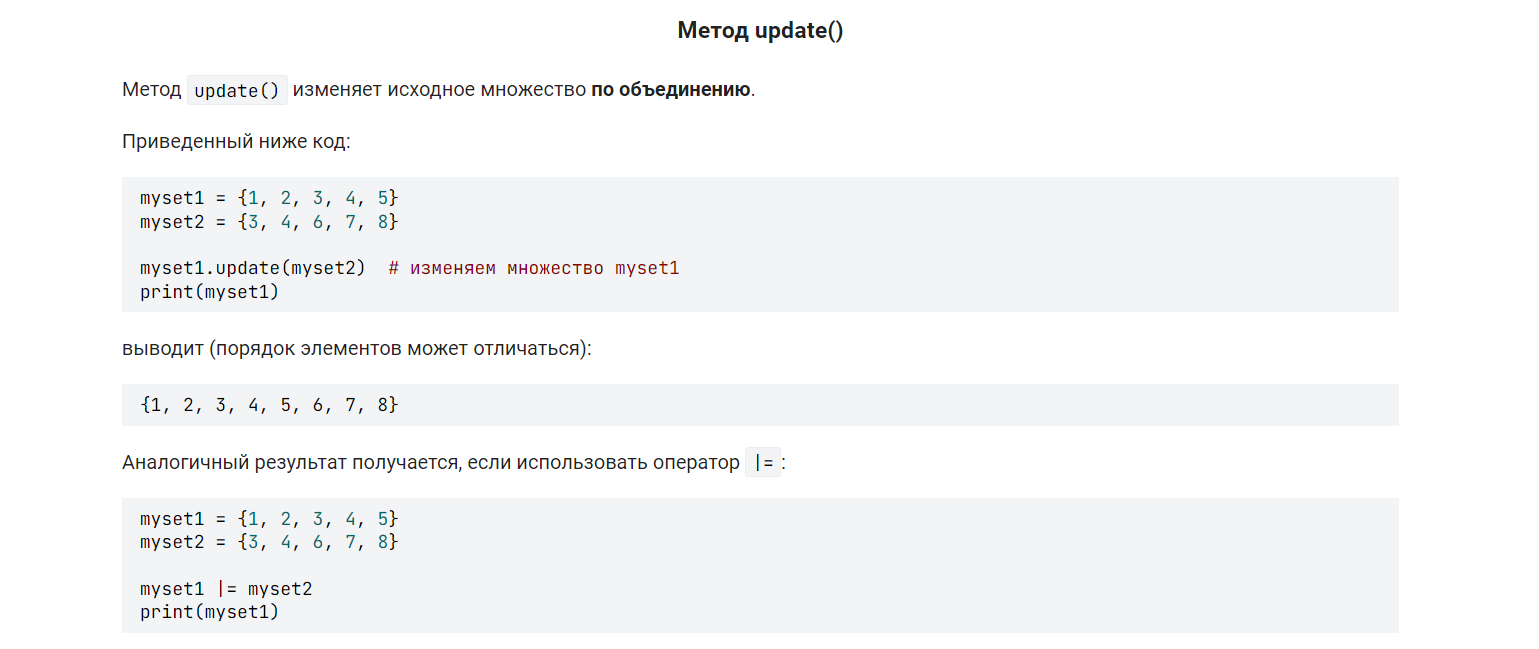 Метод update()
Метод update() изменяет исходное множество по объединению.
Приведенный ниже код:
myset1 = {1, 2, 3, 4, 5}
myset2 = {3, 4, 6, 7, 8}
myset1.update(myset2)  # изменяем множество myset1
print(myset1)
выводит (порядок элементов может отличаться):
{1, 2, 3, 4, 5, 6, 7, 8}
Аналогичный результат получается, если использовать оператор |=:
myset1 = {1, 2, 3, 4, 5}
myset2 = {3, 4, 6, 7, 8}
myset1 |= myset2
print(myset1)